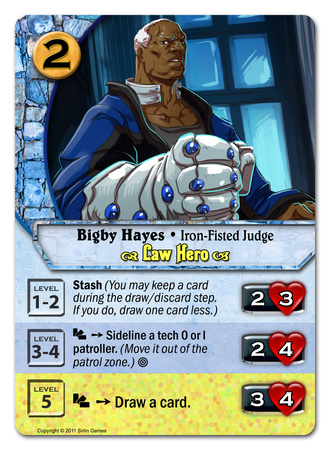 2
Bigby Hayes • Iron-Fisted Judge
Law Hero
LEVEL
1-2
Stash (You may keep a card
during the draw/discard step.
If you do, draw one card less.)
2 3
LEVEL
3-4
→ Sideline a tech 0 or I
patroller. (Move it out of the
patrol zone.)
2 4
LEVEL
5
→ Draw a card.
3 4
Copyright © 2011 Sirlin Games